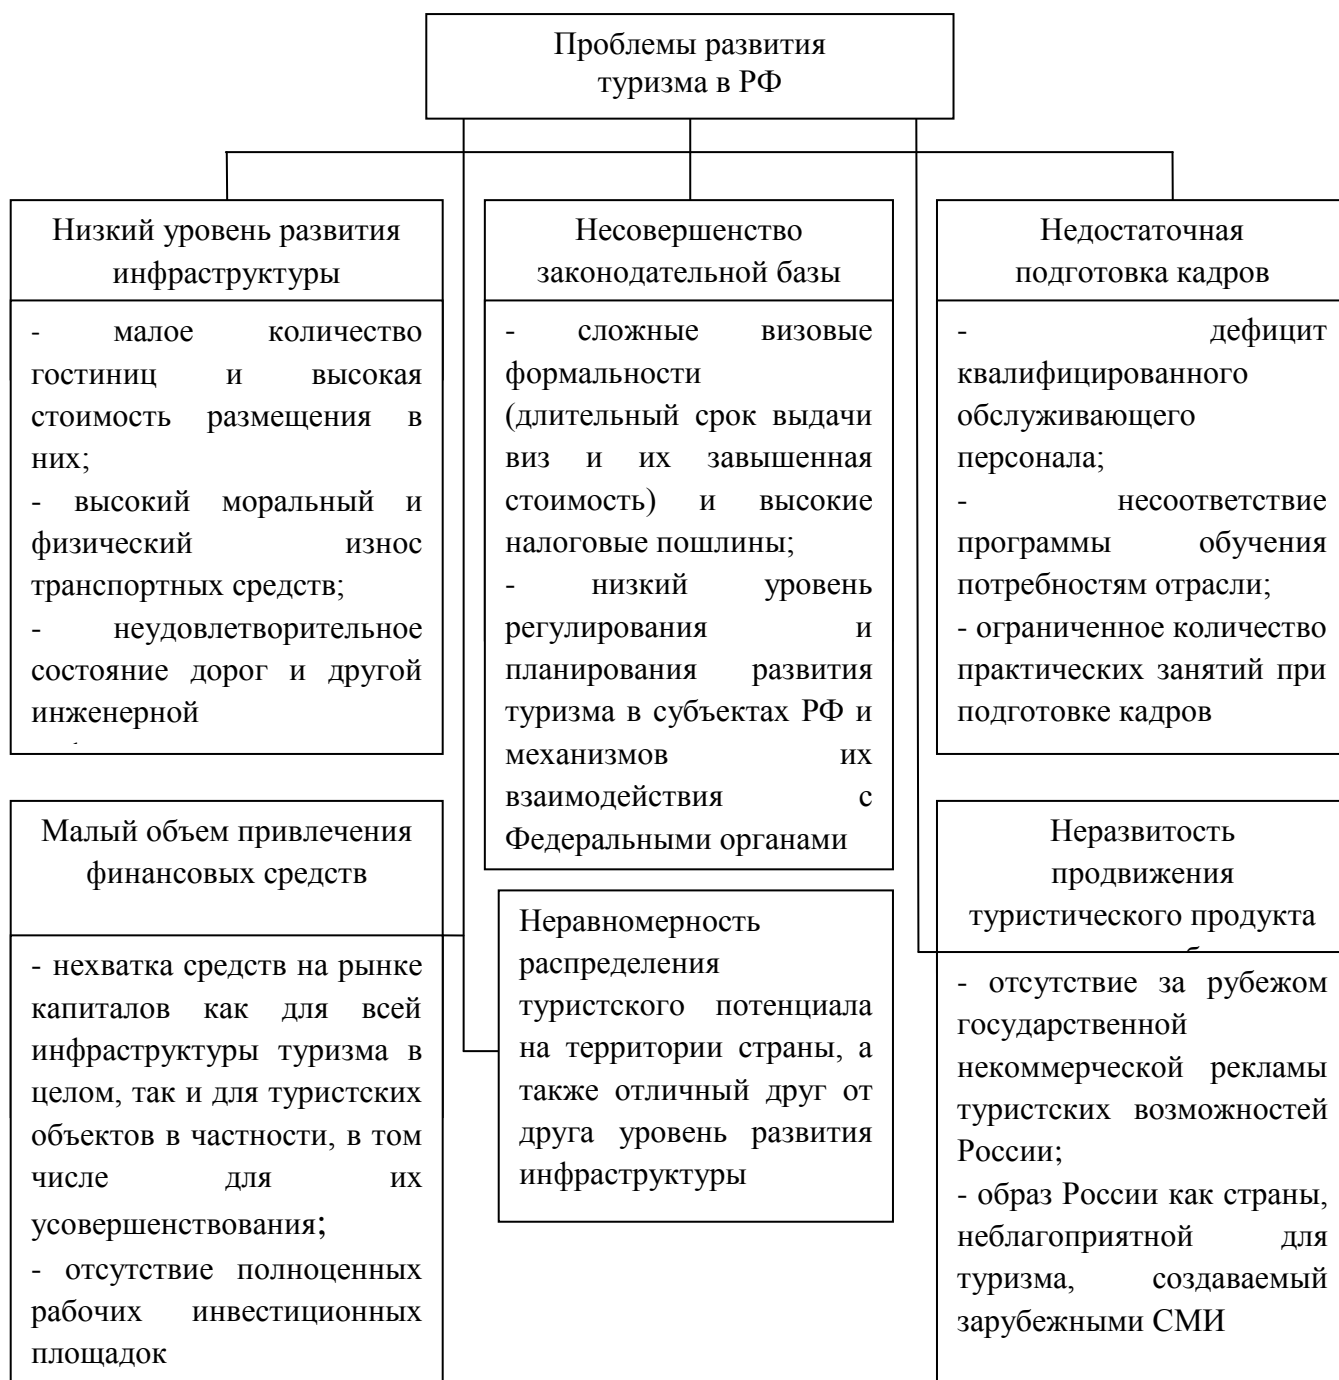 Проблемы развития
туризма в РФ
Низкий уровень развития
инфраструктуры
- малое количество
гостиниц и высокая
стоимость размещения в
них;
- высокий моральный и
физический износ
транспортных средств;
- неудовлетворительное
состояние дорог и другой
инженерной
Несовершенство
законодательной базы
- сложные визовые
формальности
(длительный срок выдачи
виз и их завышенная
стоимость) и высокие
налоговые пошлины;
- низкий уровень
регулирования и
планирования развития
туризма в субъектах РФ и
механизмов их
взаимодействия с
Федеральными органами
Недостаточная
подготовка кадров
- дефицит
квалифицированного
обслуживающего
персонала;
- несоответствие
программы обучения
потребностям отрасли;
- ограниченное количество
практических занятий при
подготовке кадров
Малый объем привлечения
финансовых средств
- нехватка средств на рынке
капиталов как для всей
инфраструктуры туризма в
целом, так и для туристских
объектов в частности, в том
числе для их
усовершенствования;
- отсутствие полноценных
рабочих инвестиционных
площадок
Неравномерность
распределения
туристского потенциала
на территории страны, а
также отличный друг от
друга уровень развития
инфраструктуры
Неразвитость
продвижения
туристического продукта
- отсутствие за рубежом
государственной
некоммерческой рекламы
туристских возможностей
России;
- образ России как страны,
неблагоприятной для
туризма, создаваемый
зарубежными СМИ